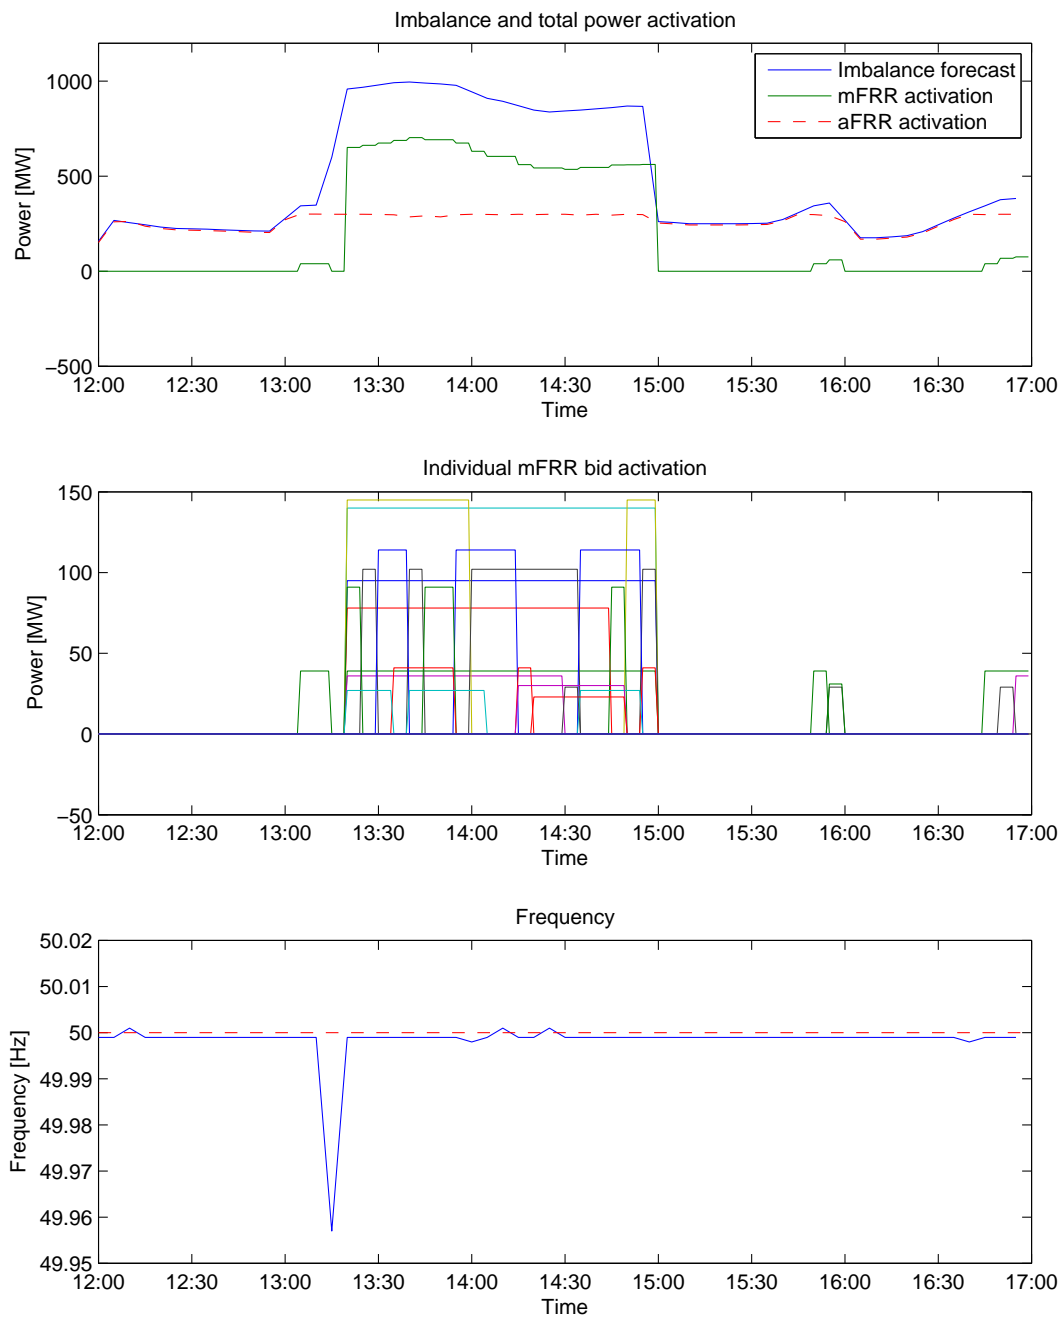 Imbalance and total power activation
Power [MW]
1000
500
0
−500
Imbalance forecast
mFRR activation
aFRR activation
12:00 12:30 13:00 13:30 14:00 14:30 15:00 15:30 16:00 16:30 17:00
Time
Individual mFRR bid activation
Power [MW]
150
100
50
0
−50
12:00 12:30 13:00 13:30 14:00 14:30 15:00 15:30 16:00 16:30 17:00
Time
Frequency
Frequency [Hz]
50.02
50.01
50
49.99
49.98
49.97
49.96
49.95
12:00 12:30 13:00 13:30 14:00 14:30 15:00 15:30 16:00 16:30 17:00
Time